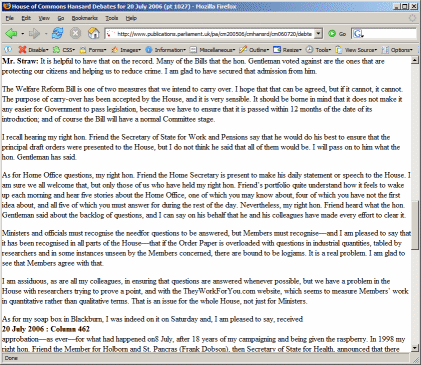 House of Commons Hansard Debates for 20 July 2006 (pt 1027) - Mozilla Firefox
File Edit View Go Bookmarks Tools Help
http://www.publications.parliament.uk/pa/cm200506/cmhansrd/cm060720/debte Go
Disable CSS Forms Images Information Miscellaneous Outline Resize Tools View Source Options
Mr. Straw: It is helpful to have that on the record. Many of the Bills that the hon. Gentleman voted against are the ones that are
protecting our citizens and helping us to reduce crime. I am glad to have secured that admission from him.
The Welfare Reform Bill is one of two measures that we intend to carry over. I hope that that can be agreed, but if it cannot, it cannot.
The purpose of carry-over has been accepted by the House, and it is very sensible. It should be borne in mind that it does not make it
any easier for Government to pass legislation, because we have to ensure that it is passed within 12 months of the date of its
introduction; and of course the Bill will have a normal Committee stage.
I recall hearing my right hon. Friend the Secretary of State for Work and Pensions say that he would do his best to ensure that the
principal draft orders were presented to the House, but I do not think he said that all of them would be. I will pass on to him what the
hon. Gentleman has said.
As for Home Office questions, my right hon. Friend the Home Secretary is present to make his daily statement or speech to the House. I
am sure we all welcome that, but only those of us who have held my right hon. Friend's portfolio quite understand how it feels to wake
up each morning and hear five stories about the Home Office, one of which you may know about, four of which you have not the first
idea about, and all five of which you must answer for during the rest of the day. Nevertheless, my right hon. Friend heard what the hon.
Gentleman said about the backlog of questions, and I can say on his behalf that he and his colleagues have made every effort to clear it.
Ministers and officials must recognise the needfor questions to be answered, but Members must recognise—and I am pleased to say that
it has been recognised in all parts of the House—that if the Order Paper is overloaded with questions in industrial quantities, tabled by
researchers and in some instances unseen by the Members concerned, there are bound to be logjams. It is a real problem. I am glad to
see that Members agree with that.
I am assiduous, as are all my colleagues, in ensuring that questions are answered whenever possible, but we have a problem in the
House with researchers trying to prove a point, and with the TheyWorkForYou.com website, which seems to measure Members' work
in quantitative rather than qualitative terms. That is an issue for the whole House, not just for Ministers.
As for my soap box in Blackburn, I was indeed on it on Saturday and, I am pleased to say, received
20 July 2006 : Column 462
approbation—as ever—for what had happened on8 July, after 18 years of my campaigning and being given the raspberry. In 1998 my
right hon. Friend the Member for Holborn and St. Pancras (Frank Dobson), then Secretary of State for Health, announced that there
Done